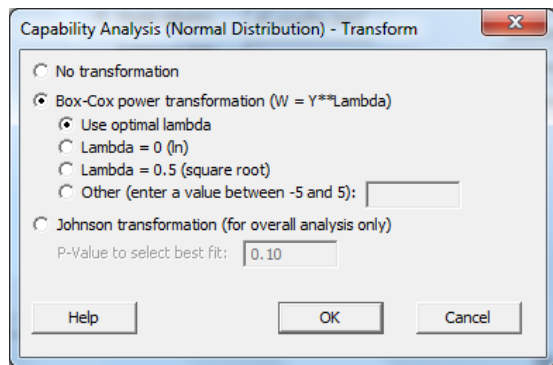 Capability Analysis (Normal Distribution) - Transform
No transformation
Box-Cox power transformation (W = Y**Lambda)
Use optimal lambda
Lambda = 0 (ln)
Lambda = 0.5 (square root)
Other (enter a value between -5 and 5):
Johnson transformation (for overall analysis only)
P-Value to select best fit: 0.10
Help OK Cancel